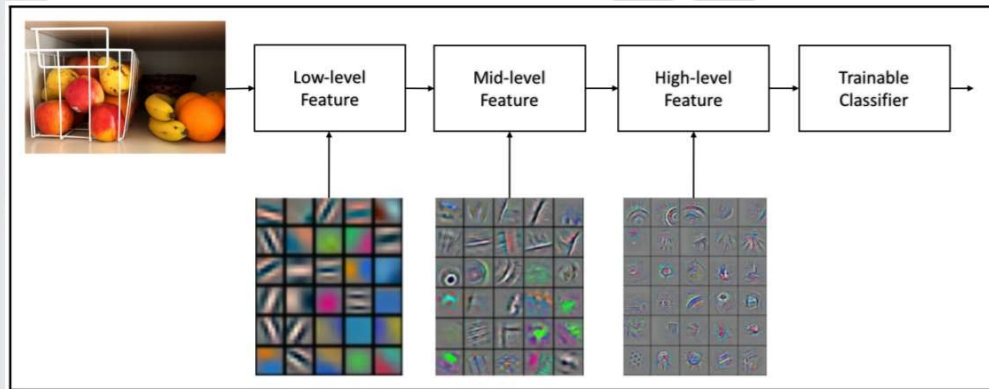 Low-level
Feature
Mid-level
Feature
High-level
Feature
Trainable
Classifier